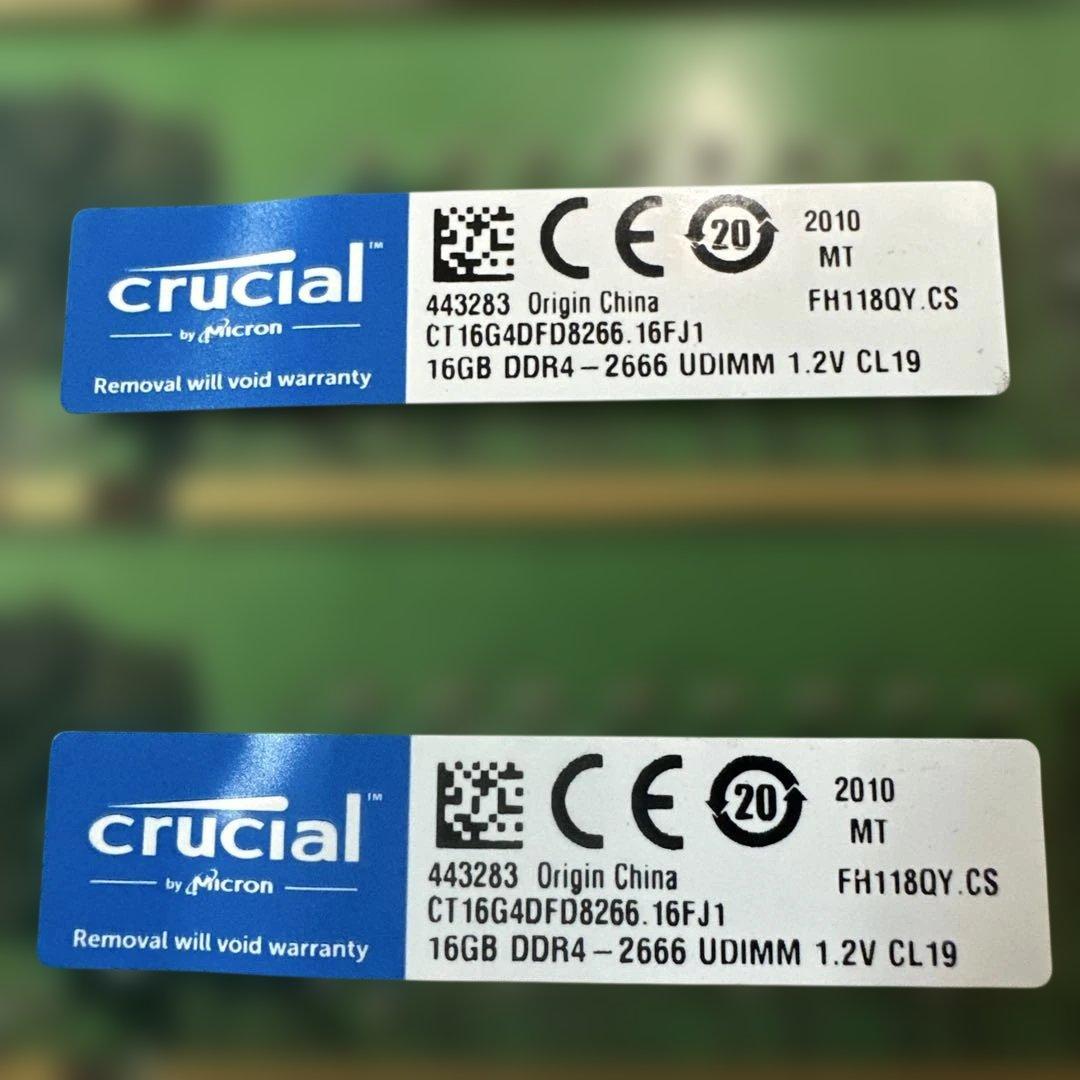 crucial™
by Micron
Removal will void warranty
CE 20 2010
MT
443283 Origin China FH118QY.CS
CT16G4DFD8266.16FJ1
16GB DDR4-2666 UDIMM 1.2V CL19
crucial™
by Micron
Removal will void warranty
CE 20 2010
MT
443283 Origin China FH118QY.CS
CT16G4DFD8266.16FJ1
16GB DDR4-2666 UDIMM 1.2V CL19